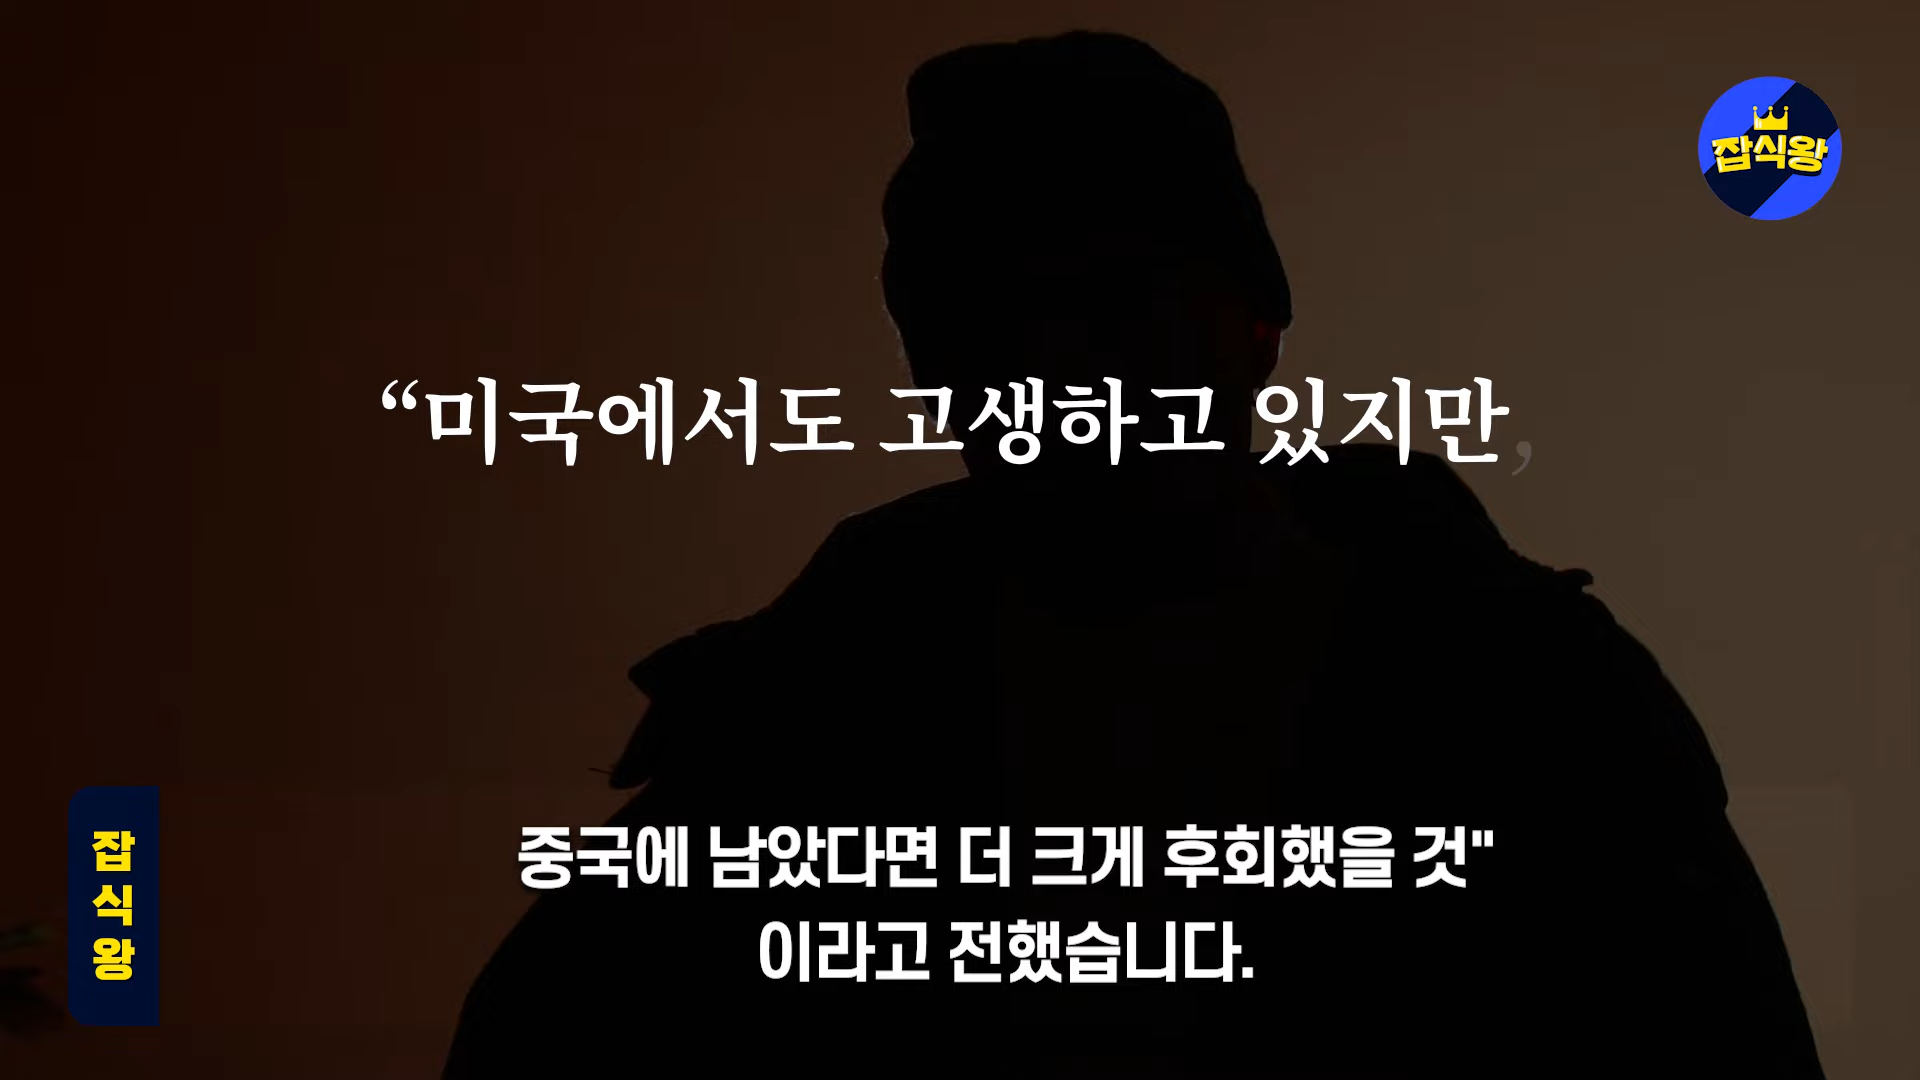 잡식왕
“미국에서도 고생하고 있지만,
중국에 남았다면 더 크게 후회했을 것"
이라고 전했습니다.
잡식왕